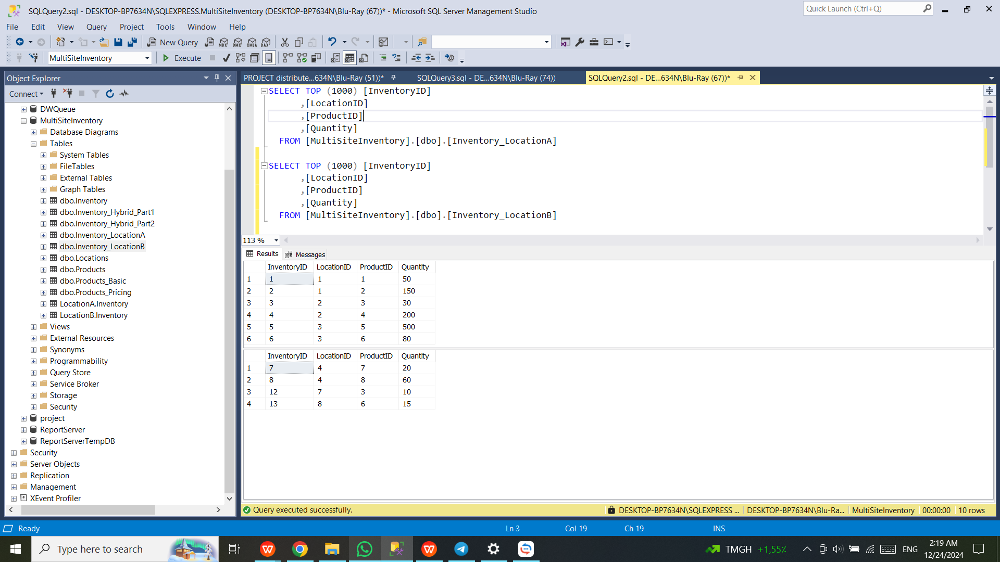 SQLQuery2.sql - DESKTOP-BP7634N\SQLEXPRESS.MultiSiteInventory (DESKTOP-BP7634N\Blu-Ray (67))* - Microsoft SQL Server Management Studio
Quick Launch (Ctrl+Q)
File Edit View Query Project Tools Window Help
New Query
MDX DMX XMLA DAX
MultiSiteInventory
Execute
Object Explorer
Connect
DWQueue
MultiSiteInventory
Database Diagrams
Tables
System Tables
FileTables
External Tables
Graph Tables
dbo.Inventory
dbo.Inventory_Hybrid_Part1
dbo.Inventory_Hybrid_Part2
dbo.Inventory_LocationA
dbo.Inventory_LocationB
dbo.Locations
dbo.Products
dbo.Products_Basic
dbo.Products_Pricing
LocationA.Inventory
LocationB.Inventory
Views
External Resources
Synonyms
Programmability
Query Store
Service Broker
Storage
Security
project
ReportServer
ReportServerTempDB
Security
Server Objects
Replication
Management
XEvent Profiler
PROJECT distribute...634N\Blu-Ray (51))*
SQLQuery3.sql - DE...634N\Blu-Ray (74))
SQLQuery2.sql - DE...634N\Blu-Ray (67))*
SELECT TOP (1000) [InventoryID]
,[LocationID]
,[ProductID]
,[Quantity]
FROM [MultiSiteInventory].[dbo].[Inventory_LocationA]
SELECT TOP (1000) [InventoryID]
,[LocationID]
,[ProductID]
,[Quantity]
FROM [MultiSiteInventory].[dbo].[Inventory_LocationB]
113 %
Results Messages
InventoryID LocationID ProductID Quantity
1 1 1 1 50
2 2 1 2 150
3 3 2 3 30
4 4 2 4 200
5 5 3 5 500
6 6 3 6 80
InventoryID LocationID ProductID Quantity
1 7 4 7 20
2 8 4 8 60
3 12 7 3 10
4 13 8 6 15
Query executed successfully.
DESKTOP-BP7634N\SQLEXPRESS ... DESKTOP-BP7634N\Blu-Ra... MultiSiteInventory 00:00:00 10 rows
Ready
Ln 3 Col 19 Ch 19 INS
Type here to search
TMGH +1,55%
ENG
2:19 AM
12/24/2024